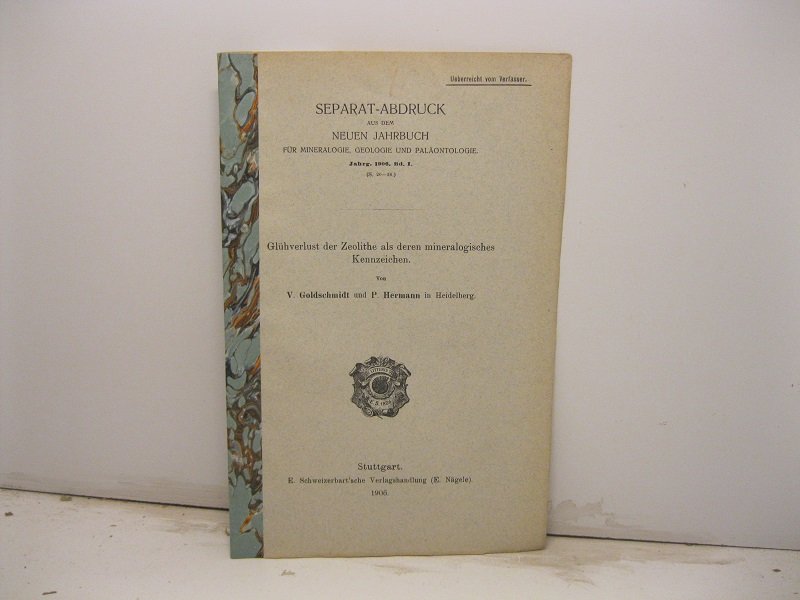 Ueberreicht vom Verfasser.
SEPARAT-ABDRUCK
AUS DEM
NEUEN JAHRBUCH
FÜR MINERALOGIE, GEOLOGIE UND PALÄONTOLOGIE.
Jahrg. 1906. Bd. I.
Glühverlust der Zeolithe als deren mineralogisches
Kennzeichen.
Von
V. Goldschmidt und P. Hermann in Heidelberg.
Stuttgart.
E. Schweizerbart'sche Verlagshandlung (E. Nägele).
1906.